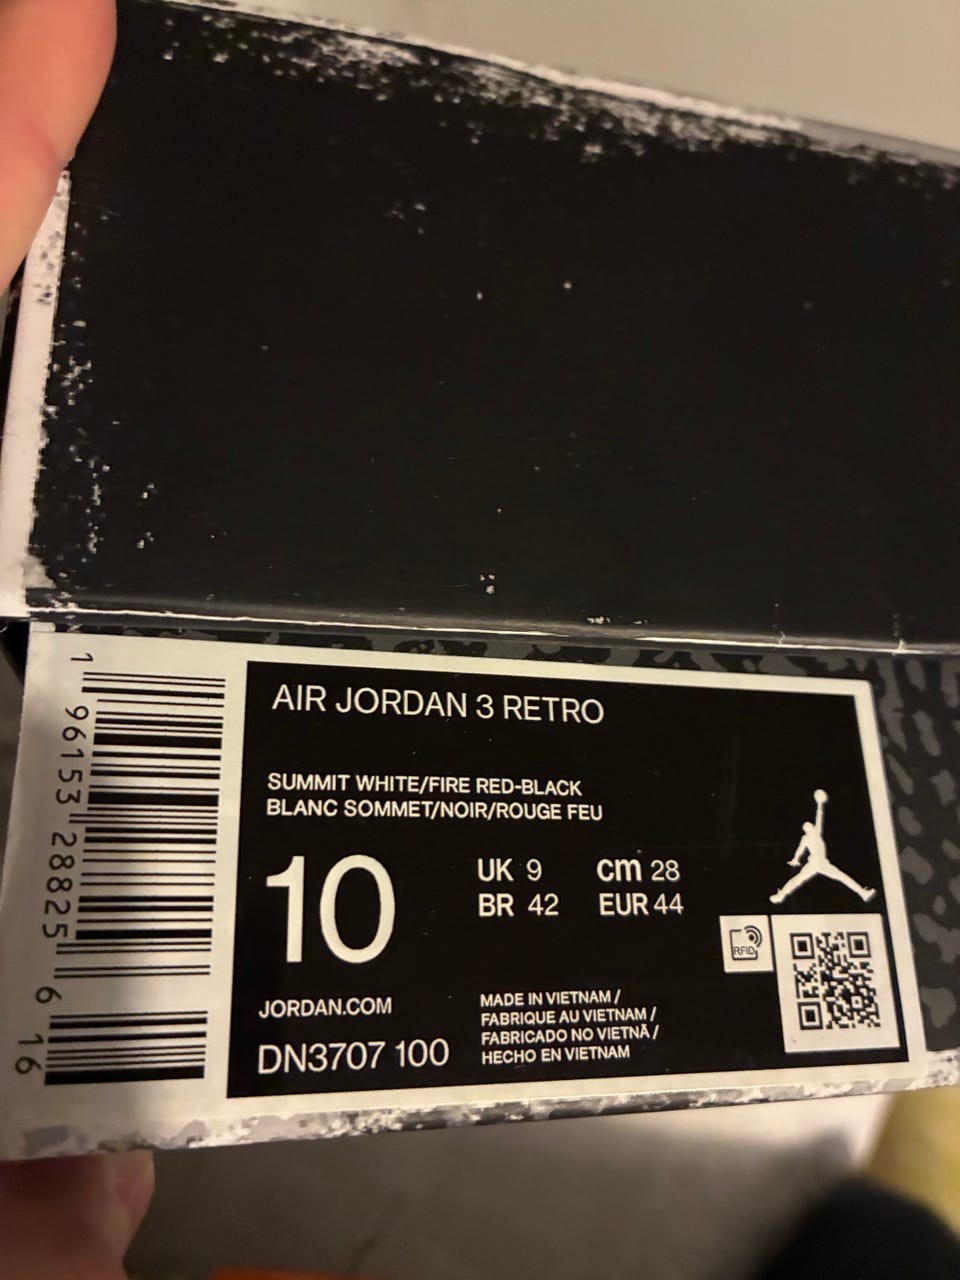 1 96153 28825 6 16
AIR JORDAN 3 RETRO
SUMMIT WHITE/FIRE RED-BLACK
BLANC SOMMET/NOIR/ROUGE FEU
10
UK 9 cm 28
BR 42 EUR 44
RFID
JORDAN.COM
DN3707 100
MADE IN VIETNAM /
FABRIQUE AU VIETNAM /
FABRICADO NO VIETNÃ /
HECHO EN VIETNAM